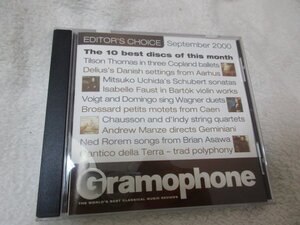 EDITOR'S CHOICE September 2000
The 10 best discs of this month
Tilson Thomas in three Copland ballets
Delius's Danish settings from Aarhus
Mitsuko Uchida's Schubert sonatas
Isabelle Faust in Bartók violin works
Voigt and Domingo sing Wagner duets
Brossard petits motets from Caen
Chausson and d'Indy string quartets
Andrew Manze directs Geminiani
Ned Rorem songs from Brian Asawa
Cantico della Terra – trad polyphony
Gramophone
THE WORLD'S BEST CLASSICAL MUSIC REVIEWS